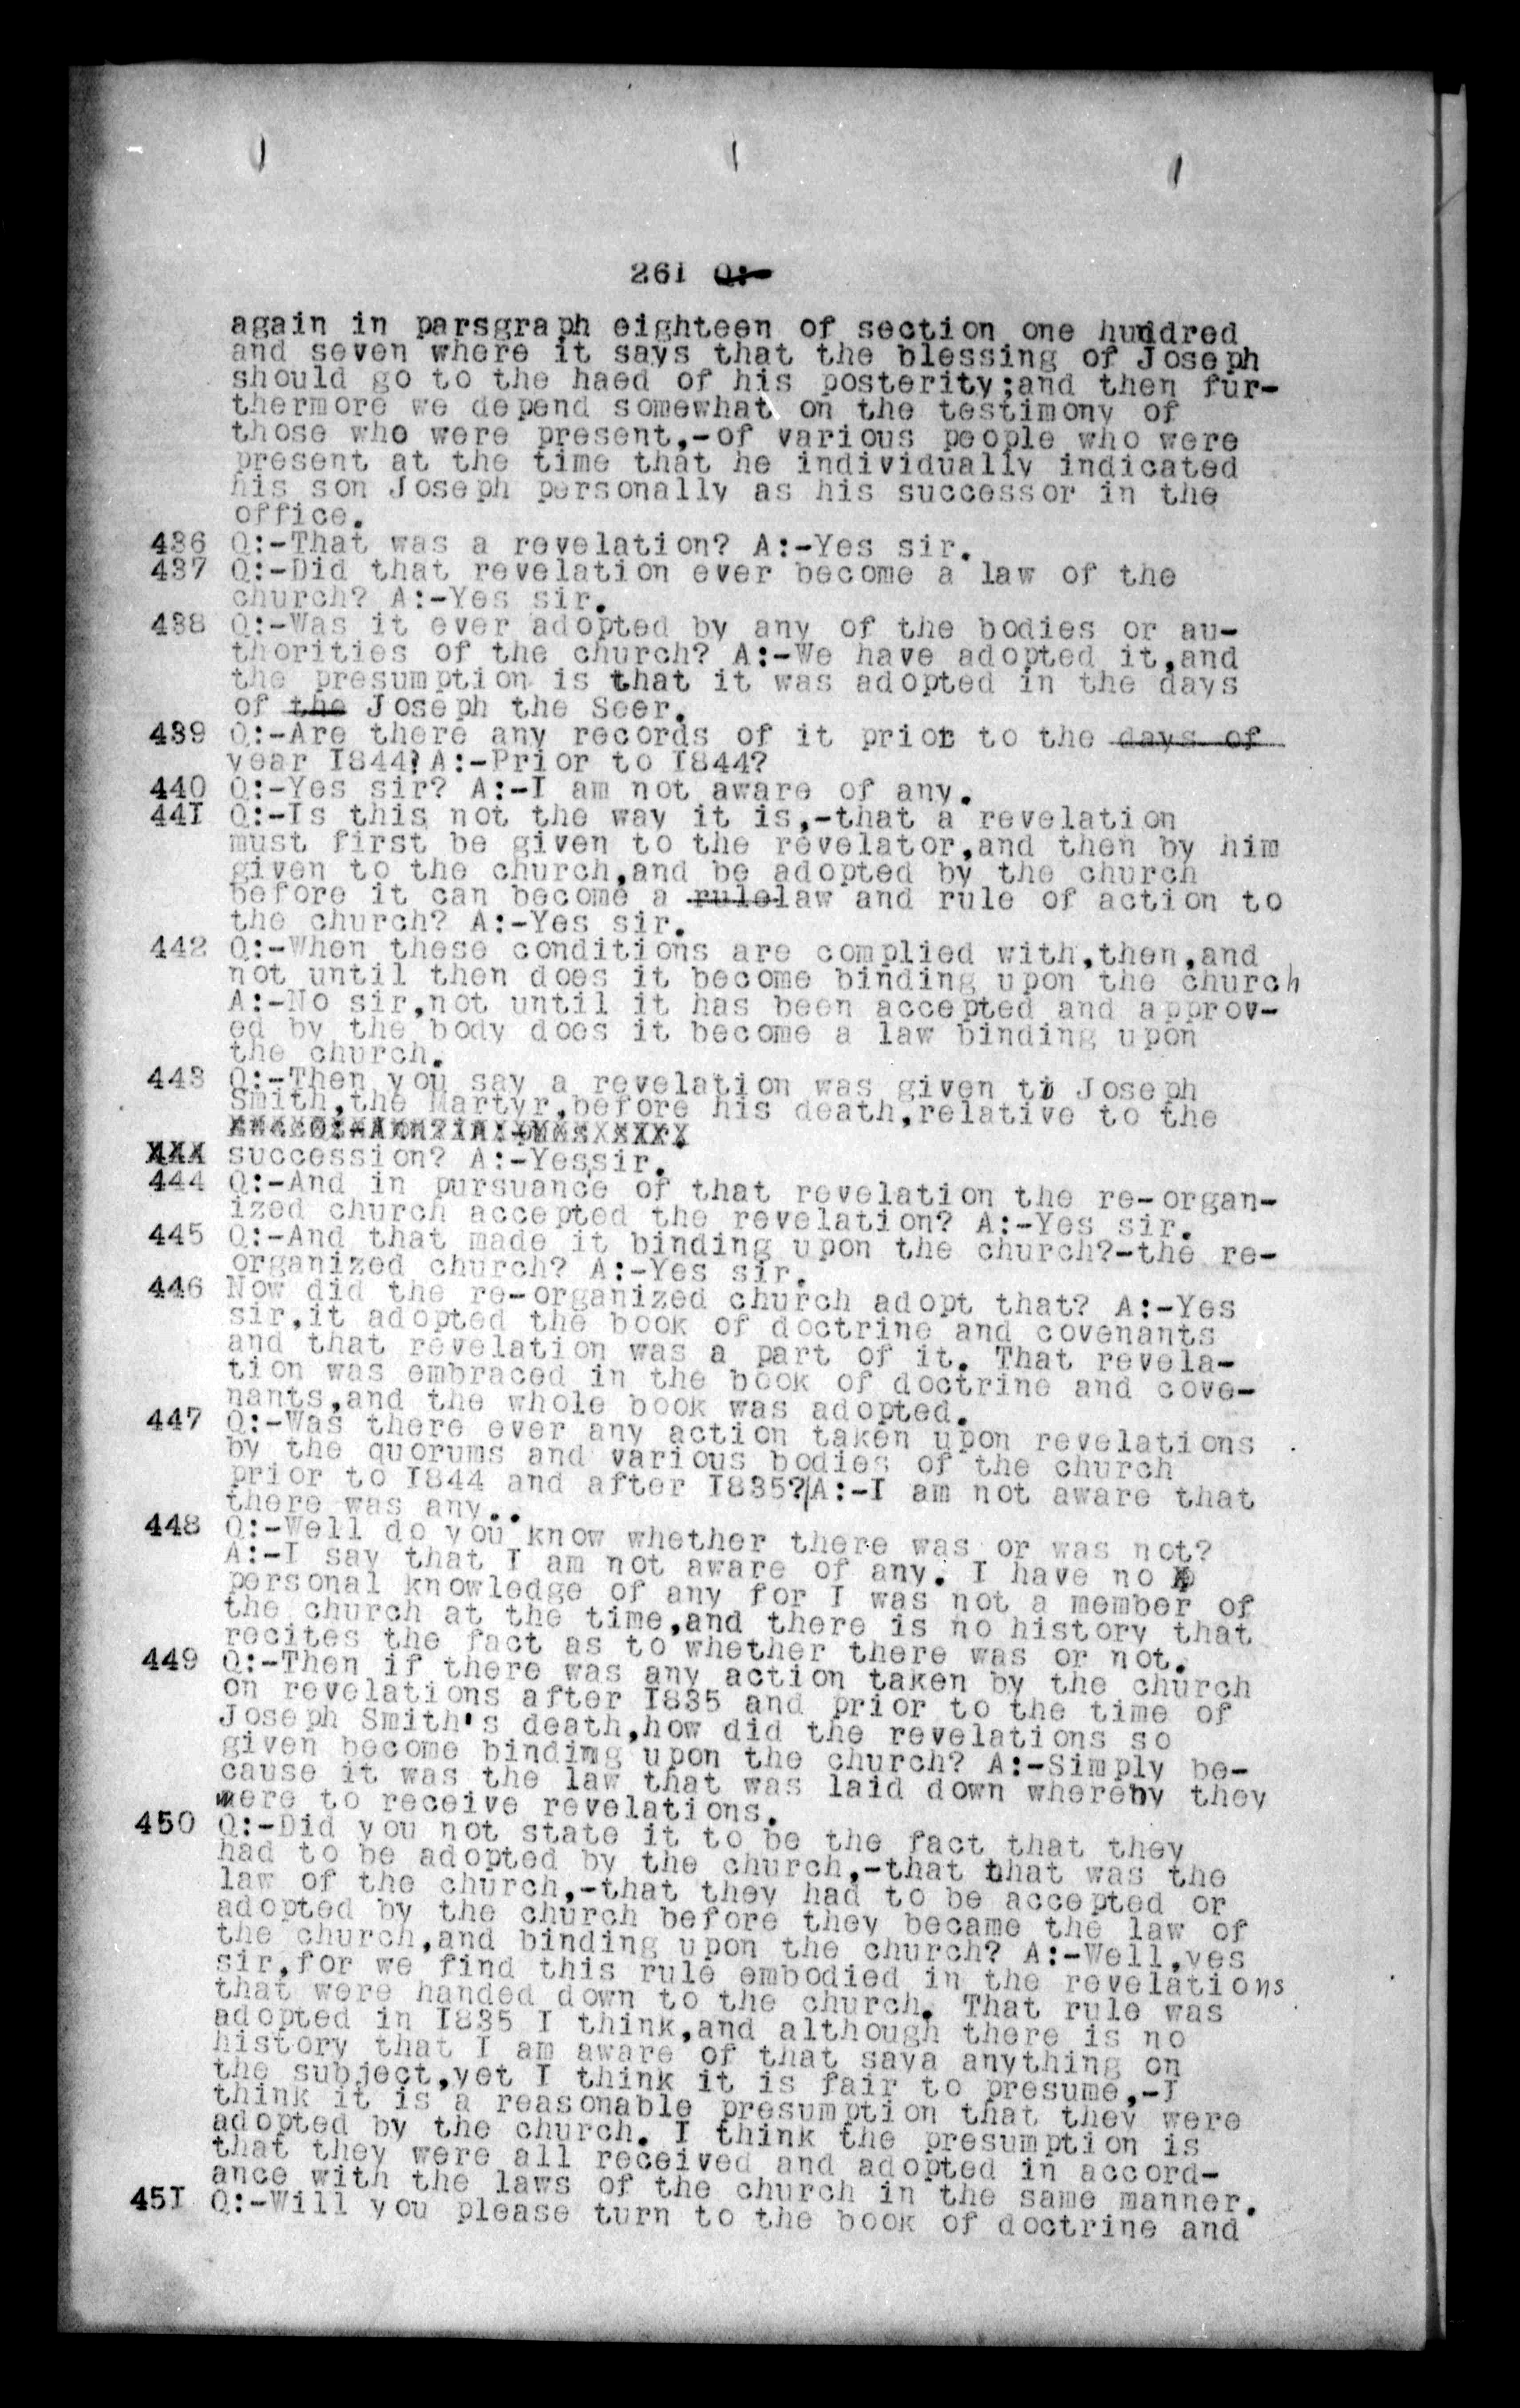 261 Q:-
again in parsgraph eighteen of section one hundred
and seven where it says that the blessing of Joseph
should go to the haed of his posterity;and then fur-
thermore we depend somewhat on the testimony of
those who were present,-of various people who were
present at the time that he individually indicated
his son Joseph personally as his successor in the
office.
436 Q:-That was a revelation? A:-Yes sir.
437 Q:-Did that revelation ever become a law of the
church? A:-Yes sir.
438 Q:-Was it ever adopted by any of the bodies or au-
thorities of the church? A:-We have adopted it,and
the presumption is that it was adopted in the days
of the Joseph the Seer.
439 Q:-Are there any records of it prior to the days of
year I844? A:-Prior to I844?
440 Q:-Yes sir? A:-I am not aware of any.
44I Q:-Is this not the way it is,-that a revelation
must first be given to the revelator,and then by him
given to the church,and be adopted by the church
before it can become a rulelaw and rule of action to
the church? A:-Yes sir.
442 Q:-When these conditions are complied with,then,and
not until then does it become binding upon the church
A:-No sir,not until it has been accepted and approv-
ed by the body does it become a law binding upon
the church.
443 Q:-Then you say a revelation was given to Joseph
Smith,the Martyr,before his death,relative to the
XXX succession? A:-Yessir.
444 Q:-And in pursuance of that revelation the re-organ-
ized church accepted the revelation? A:-Yes sir.
445 Q:-And that made it binding upon the church?-the re-
organized church? A:-Yes sir.
446 Now did the re-organized church adopt that? A:-Yes
sir,it adopted the book of doctrine and covenants
and that revelation was a part of it. That revela-
tion was embraced in the book of doctrine and cove-
nants,and the whole book was adopted.
447 Q:-Was there ever any action taken upon revelations
by the quorums and various bodies of the church
prior to I844 and after I835?/A:-I am not aware that
there was any..
448 Q:-Well do you know whether there was or was not?
A:-I say that I am not aware of any. I have no
personal knowledge of any for I was not a member of
the church at the time,and there is no history that
recites the fact as to whether there was or not.
449 Q:-Then if there was any action taken by the church
on revelations after I835 and prior to the time of
Joseph Smith's death,how did the revelations so
given become binding upon the church? A:-Simply be-
cause it was the law that was laid down whereby they
were to receive revelations.
450 Q:-Did you not state it to be the fact that they
had to be adopted by the church,-that that was the
law of the church,-that they had to be accepted or
adopted by the church before they became the law of
the church,and binding upon the church? A:-Well,yes
sir,for we find this rule embodied in the revelations
that were handed down to the church. That rule was
adopted in I835 I think,and although there is no
history that I am aware of that saya anything on
the subject,yet I think it is fair to presume,-I
think it is a reasonable presumption that they were
adopted by the church. I think the presumption is
that they were all received and adopted in accord-
ance with the laws of the church in the same manner.
45I Q:-Will you please turn to the book of doctrine and